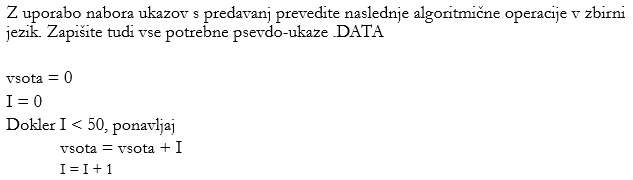 Z uporabo nabora ukazov s predavanj prevedite naslednje algoritmične operacije v zbirni
jezik. Zapišite tudi vse potrebne psevdo-ukaze .DATA
vsota = 0
I = 0
Dokler I < 50, ponavljaj
vsota = vsota + I
I = I + 1